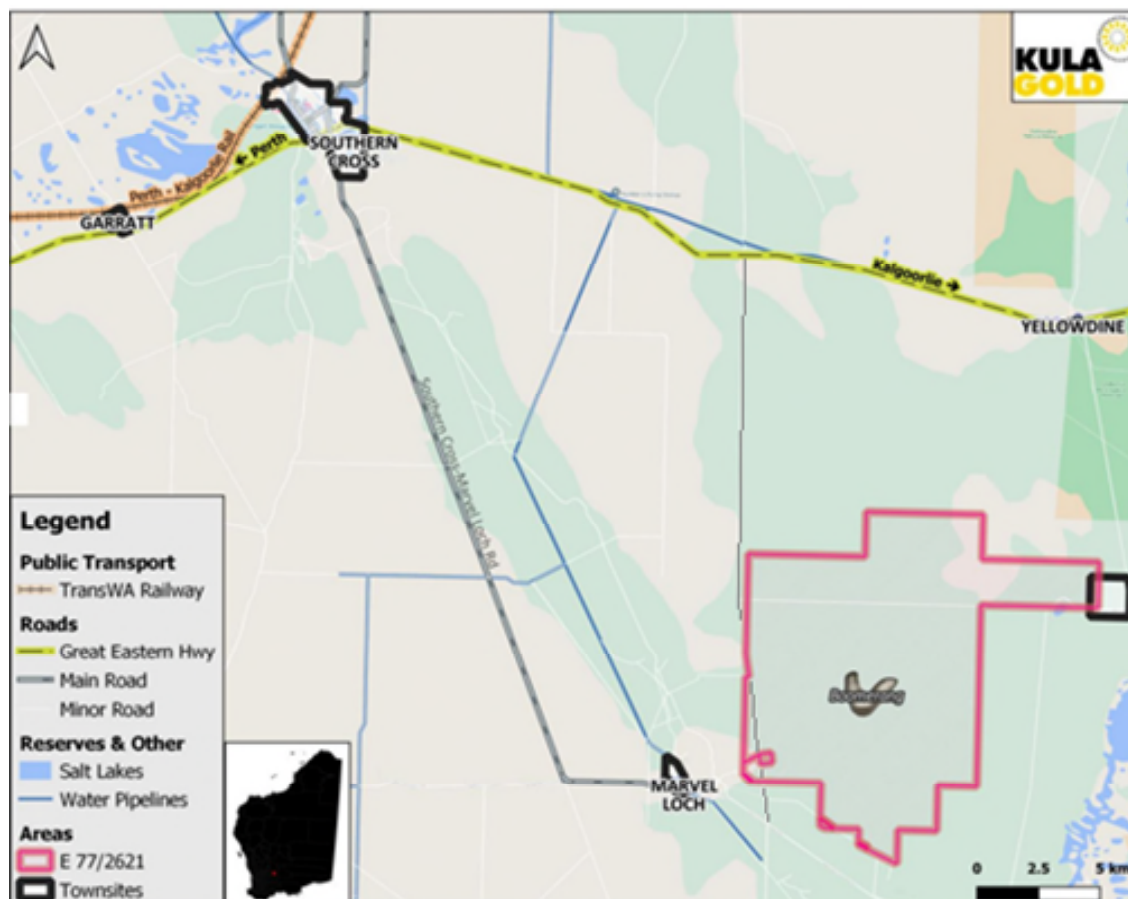 KULA
GOLD
SOUTHERN
CROSS
Perth
Perth - Kalgoorlie Rail
GARRATT
Kalgoorlie
YELLOWDINE
Southern Cross-Marvel Loch Rd
Boomerang
MARVEL
LOCH
Legend
Public Transport
TransWA Railway
Roads
Great Eastern Hwy
Main Road
Minor Road
Reserves & Other
Salt Lakes
Water Pipelines
Areas
E 77/2621
Townsites
0 2.5 5 km